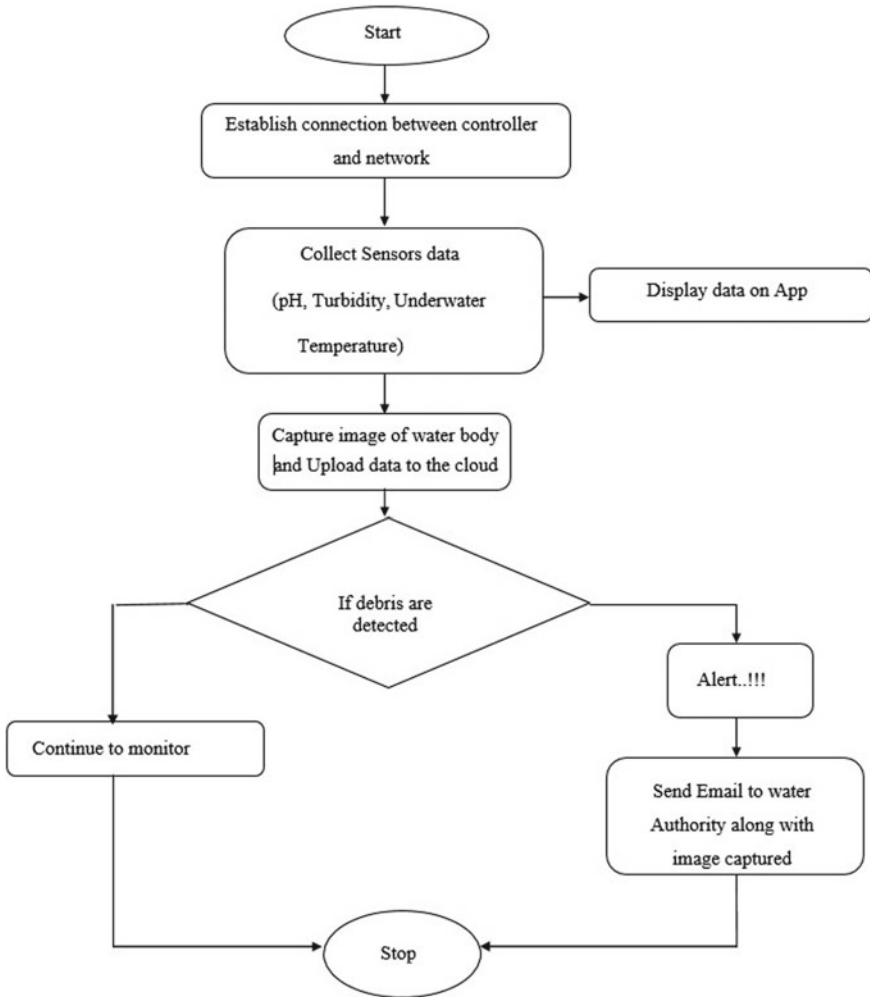 Start
Establish connection between controller
and network
Collect Sensors data
(pH, Turbidity, Underwater
Temperature)
Display data on App
Capture image of water body
and Upload data to the cloud
If debris are
detected
Alert..!!!
Continue to monitor
Send Email to water
Authority along with
image captured
Stop